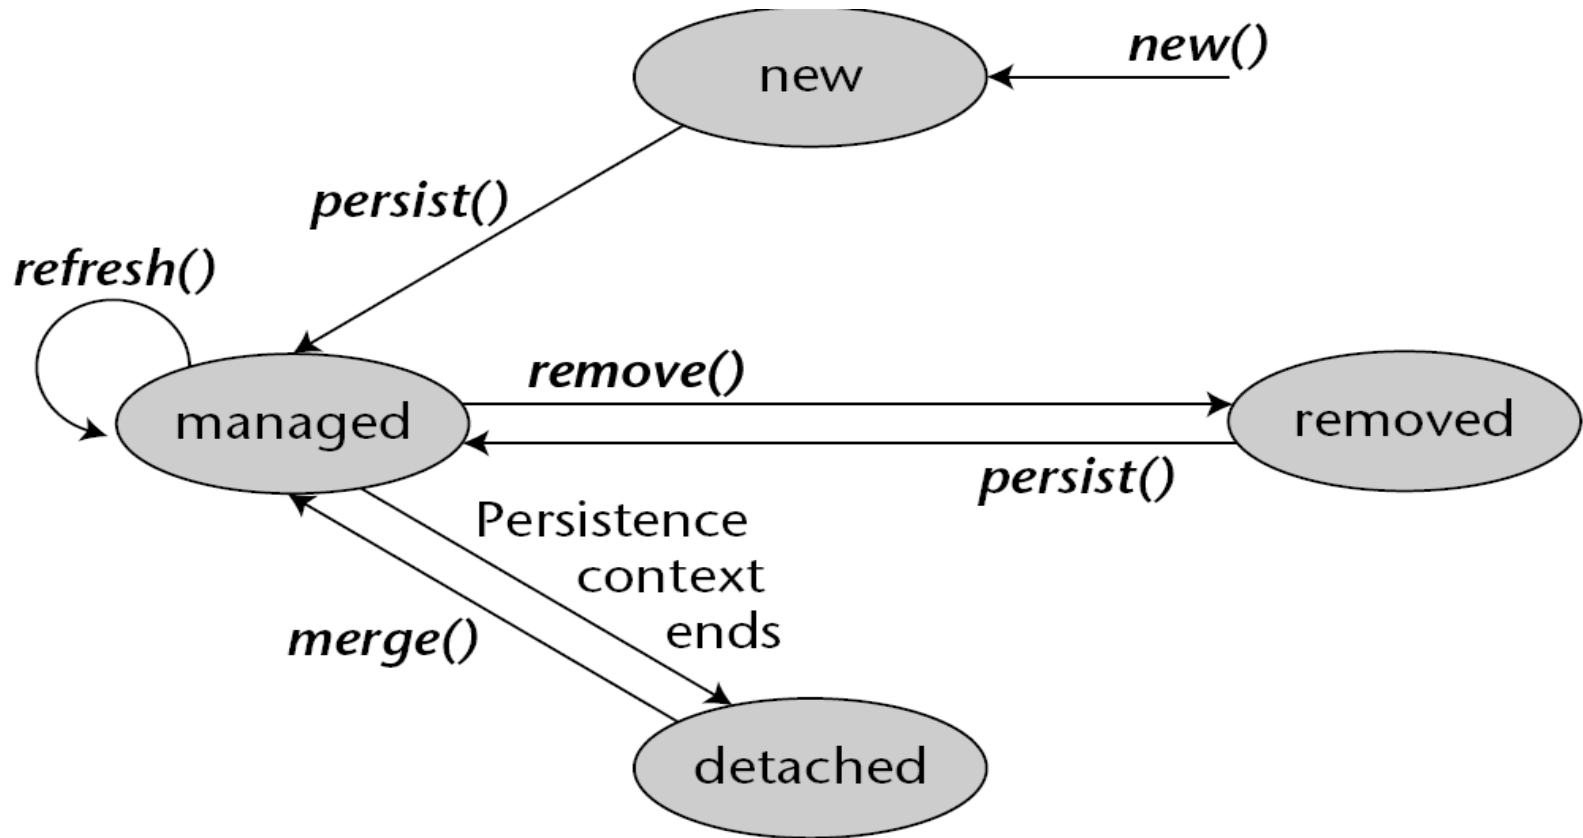 new()
new
persist()
refresh()
managed
remove()
removed
persist()
Persistence
context
ends
merge()
detached